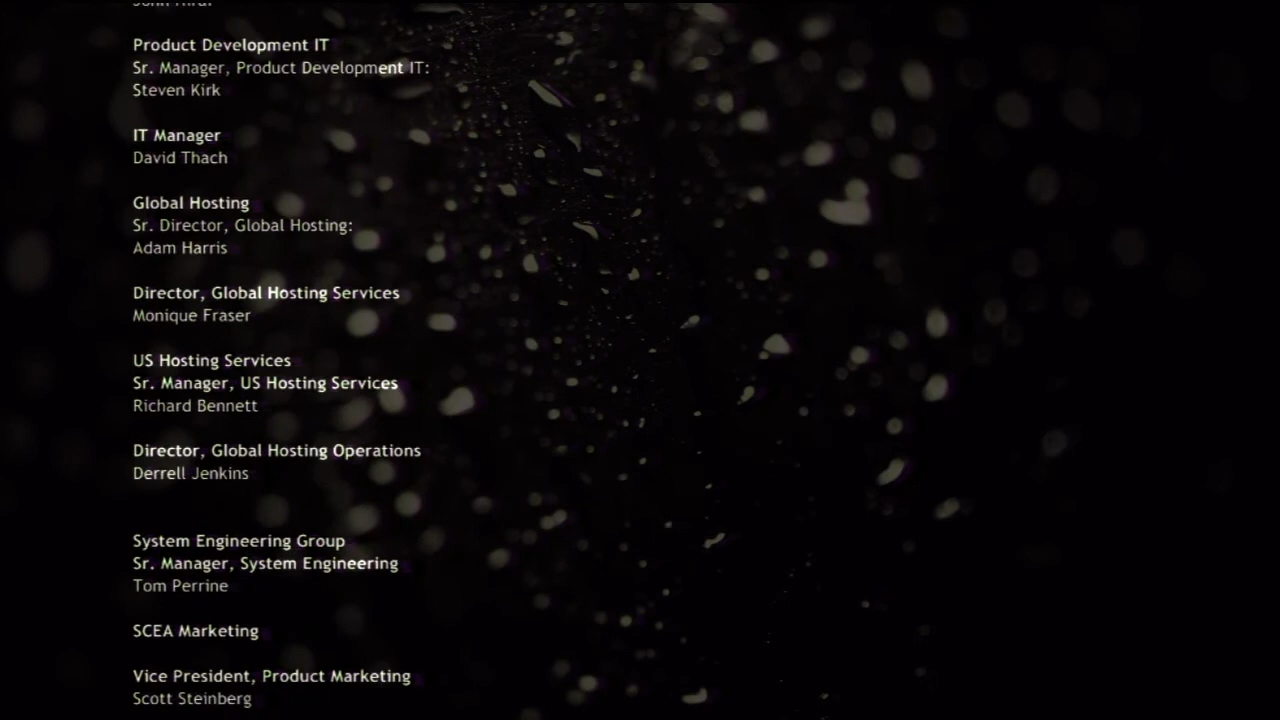 Product Development IT
Sr. Manager, Product Development IT:
Steven Kirk
IT Manager
David Thach
Global Hosting
Sr. Director, Global Hosting:
Adam Harris
Director, Global Hosting Services
Monique Fraser
US Hosting Services
Sr. Manager, US Hosting Services
Richard Bennett
Director, Global Hosting Operations
Derrell Jenkins
System Engineering Group
Sr. Manager, System Engineering
Tom Perrine
SCEA Marketing
Vice President, Product Marketing
Scott Steinberg